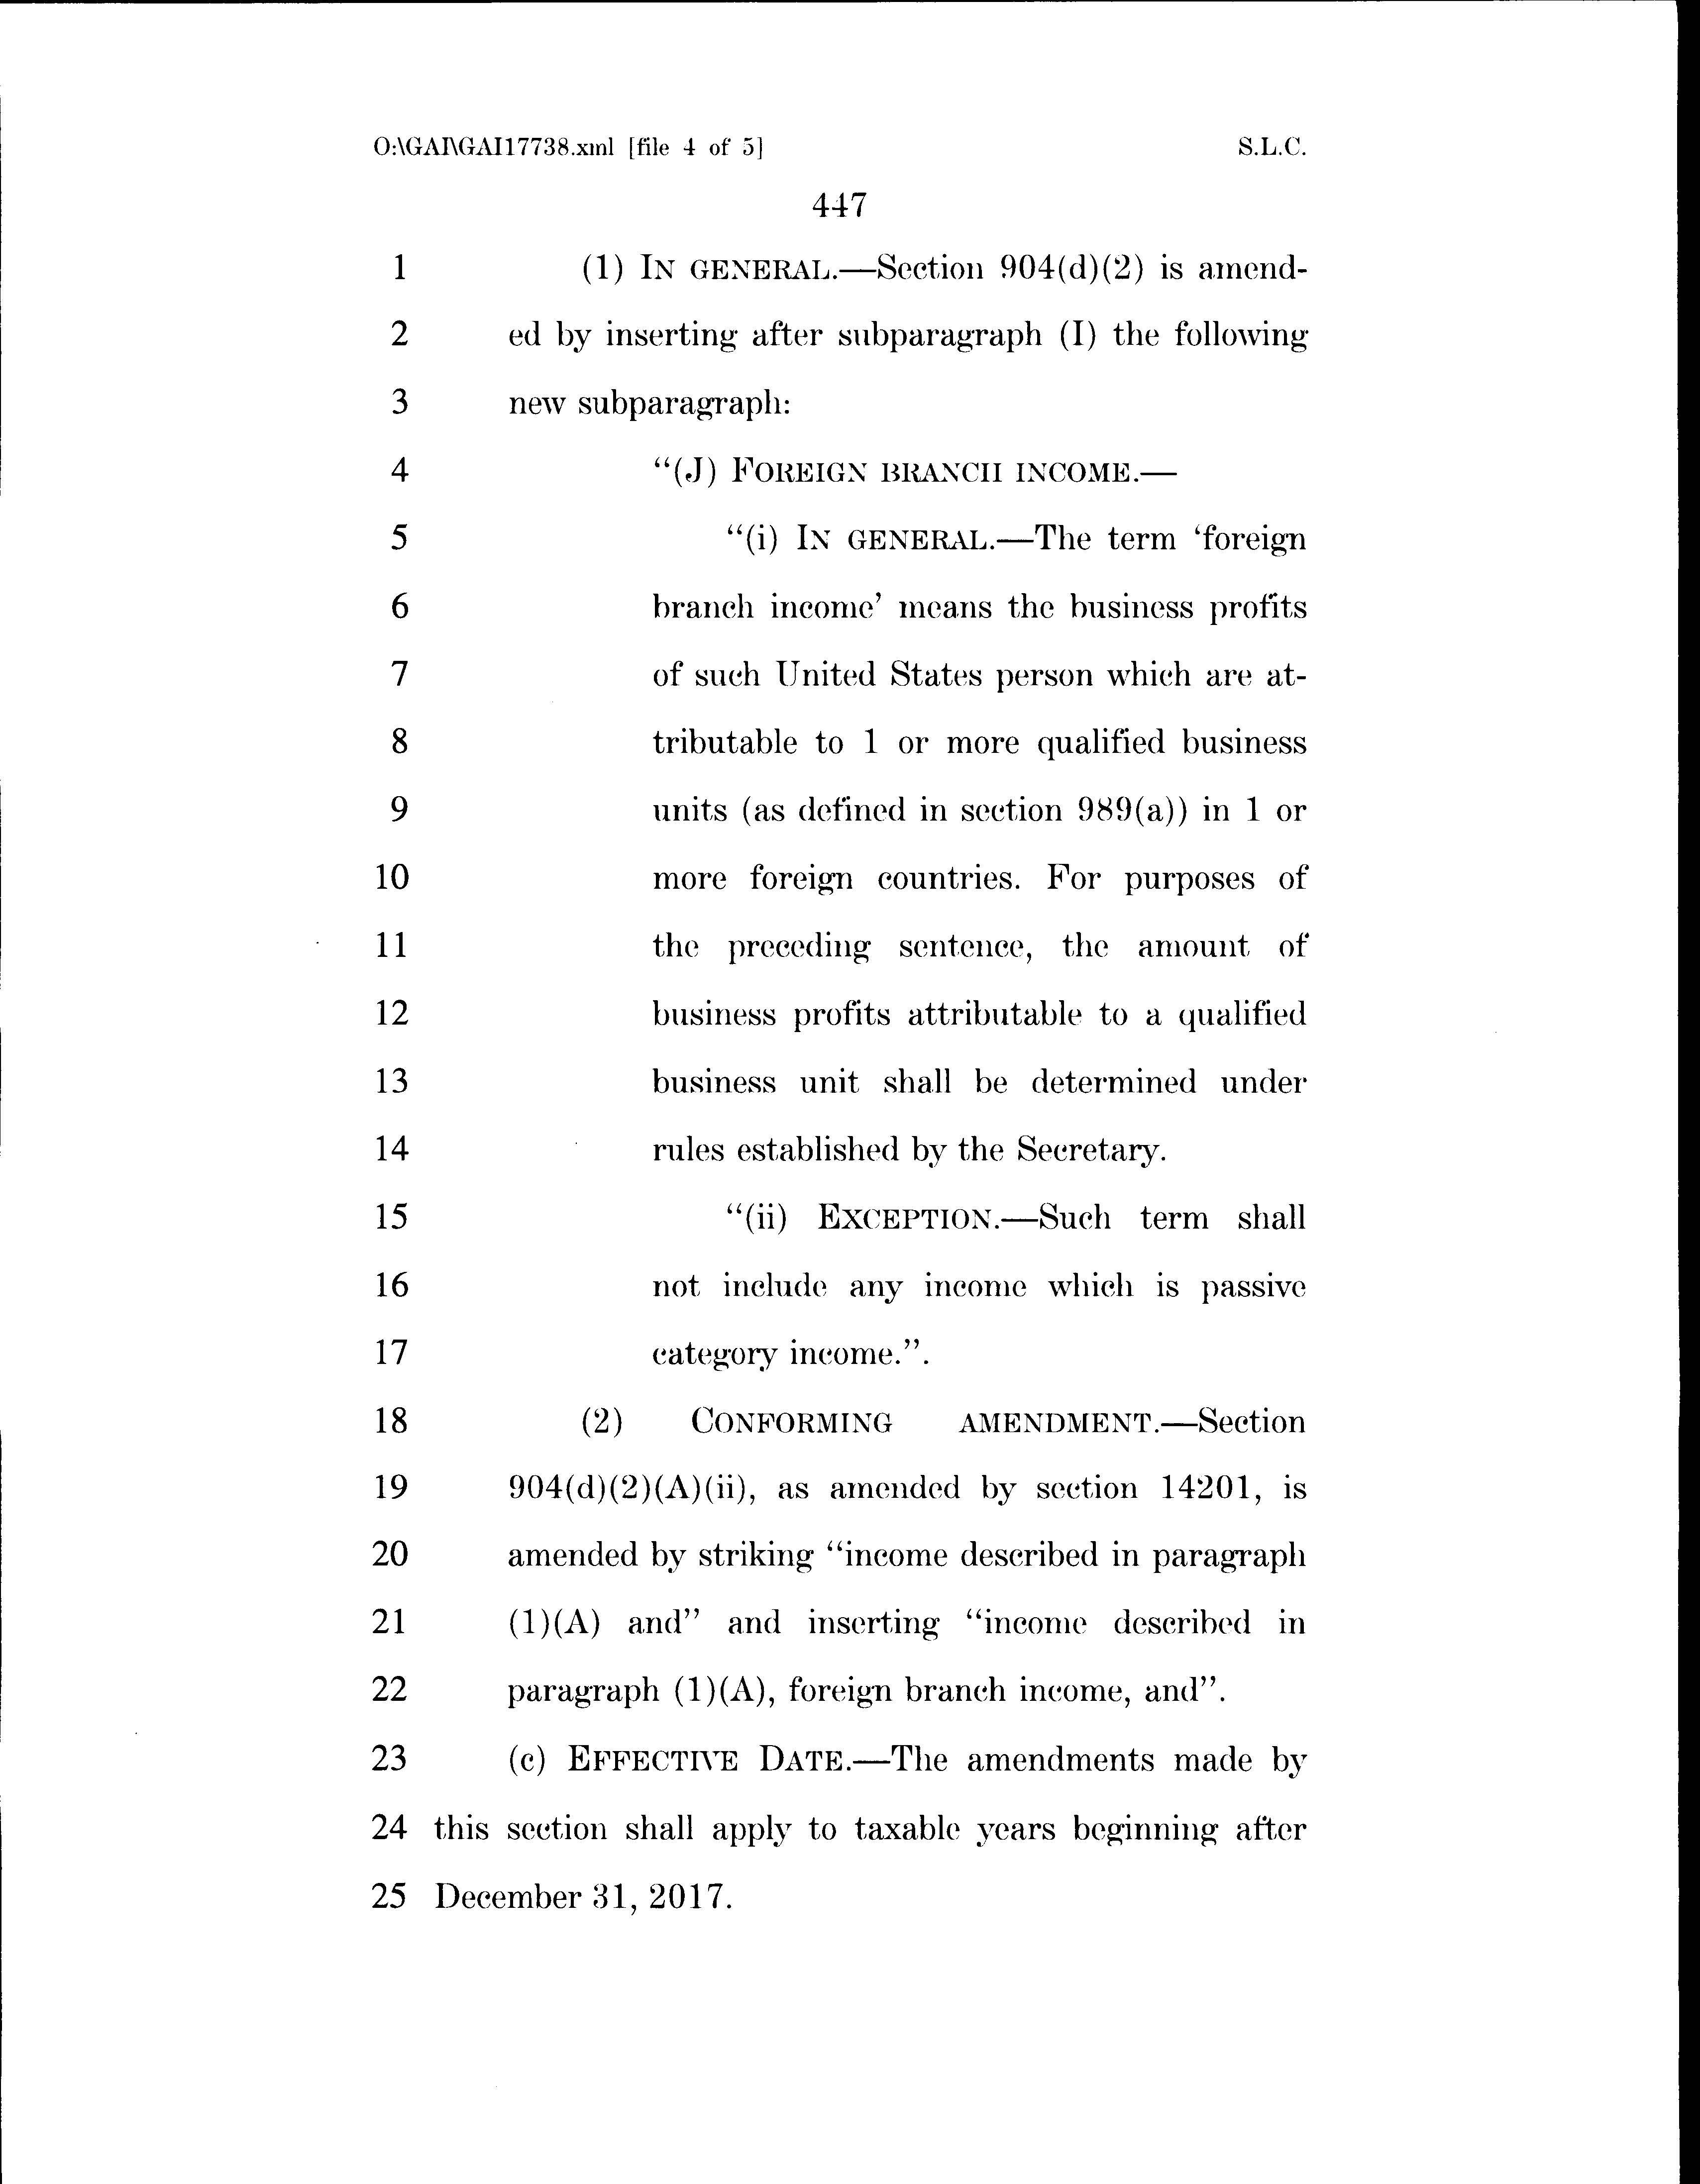 O:\GAI\GAI17738.xml [file 4 of 5] S.L.C.
447
1 (1) IN GENERAL.—Section 904(d)(2) is amend-
2 ed by inserting after subparagraph (I) the following
3 new subparagraph:
4 “(J) FOREIGN BRANCH INCOME.—
5 “(i) IN GENERAL.—The term ‘foreign
6 branch income’ means the business profits
7 of such United States person which are at-
8 tributable to 1 or more qualified business
9 units (as defined in section 989(a)) in 1 or
10 more foreign countries. For purposes of
11 the preceding sentence, the amount of
12 business profits attributable to a qualified
13 business unit shall be determined under
14 rules established by the Secretary.
15 “(ii) EXCEPTION.—Such term shall
16 not include any income which is passive
17 category income.”.
18 (2) CONFORMING AMENDMENT.—Section
19 904(d)(2)(A)(ii), as amended by section 14201, is
20 amended by striking “income described in paragraph
21 (1)(A) and” and inserting “income described in
22 paragraph (1)(A), foreign branch income, and”.
23 (c) EFFECTIVE DATE.—The amendments made by
24 this section shall apply to taxable years beginning after
25 December 31, 2017.